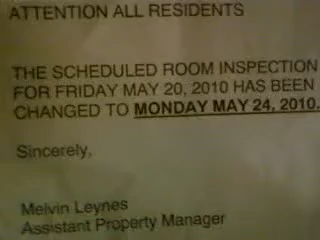 ATTENTION ALL RESIDENTS
THE SCHEDULED ROOM INSPECTION
FOR FRIDAY MAY 20, 2010 HAS BEEN
CHANGED TO MONDAY MAY 24, 2010.
Sincerely,
Melvin Leynes
Assistant Property Manager